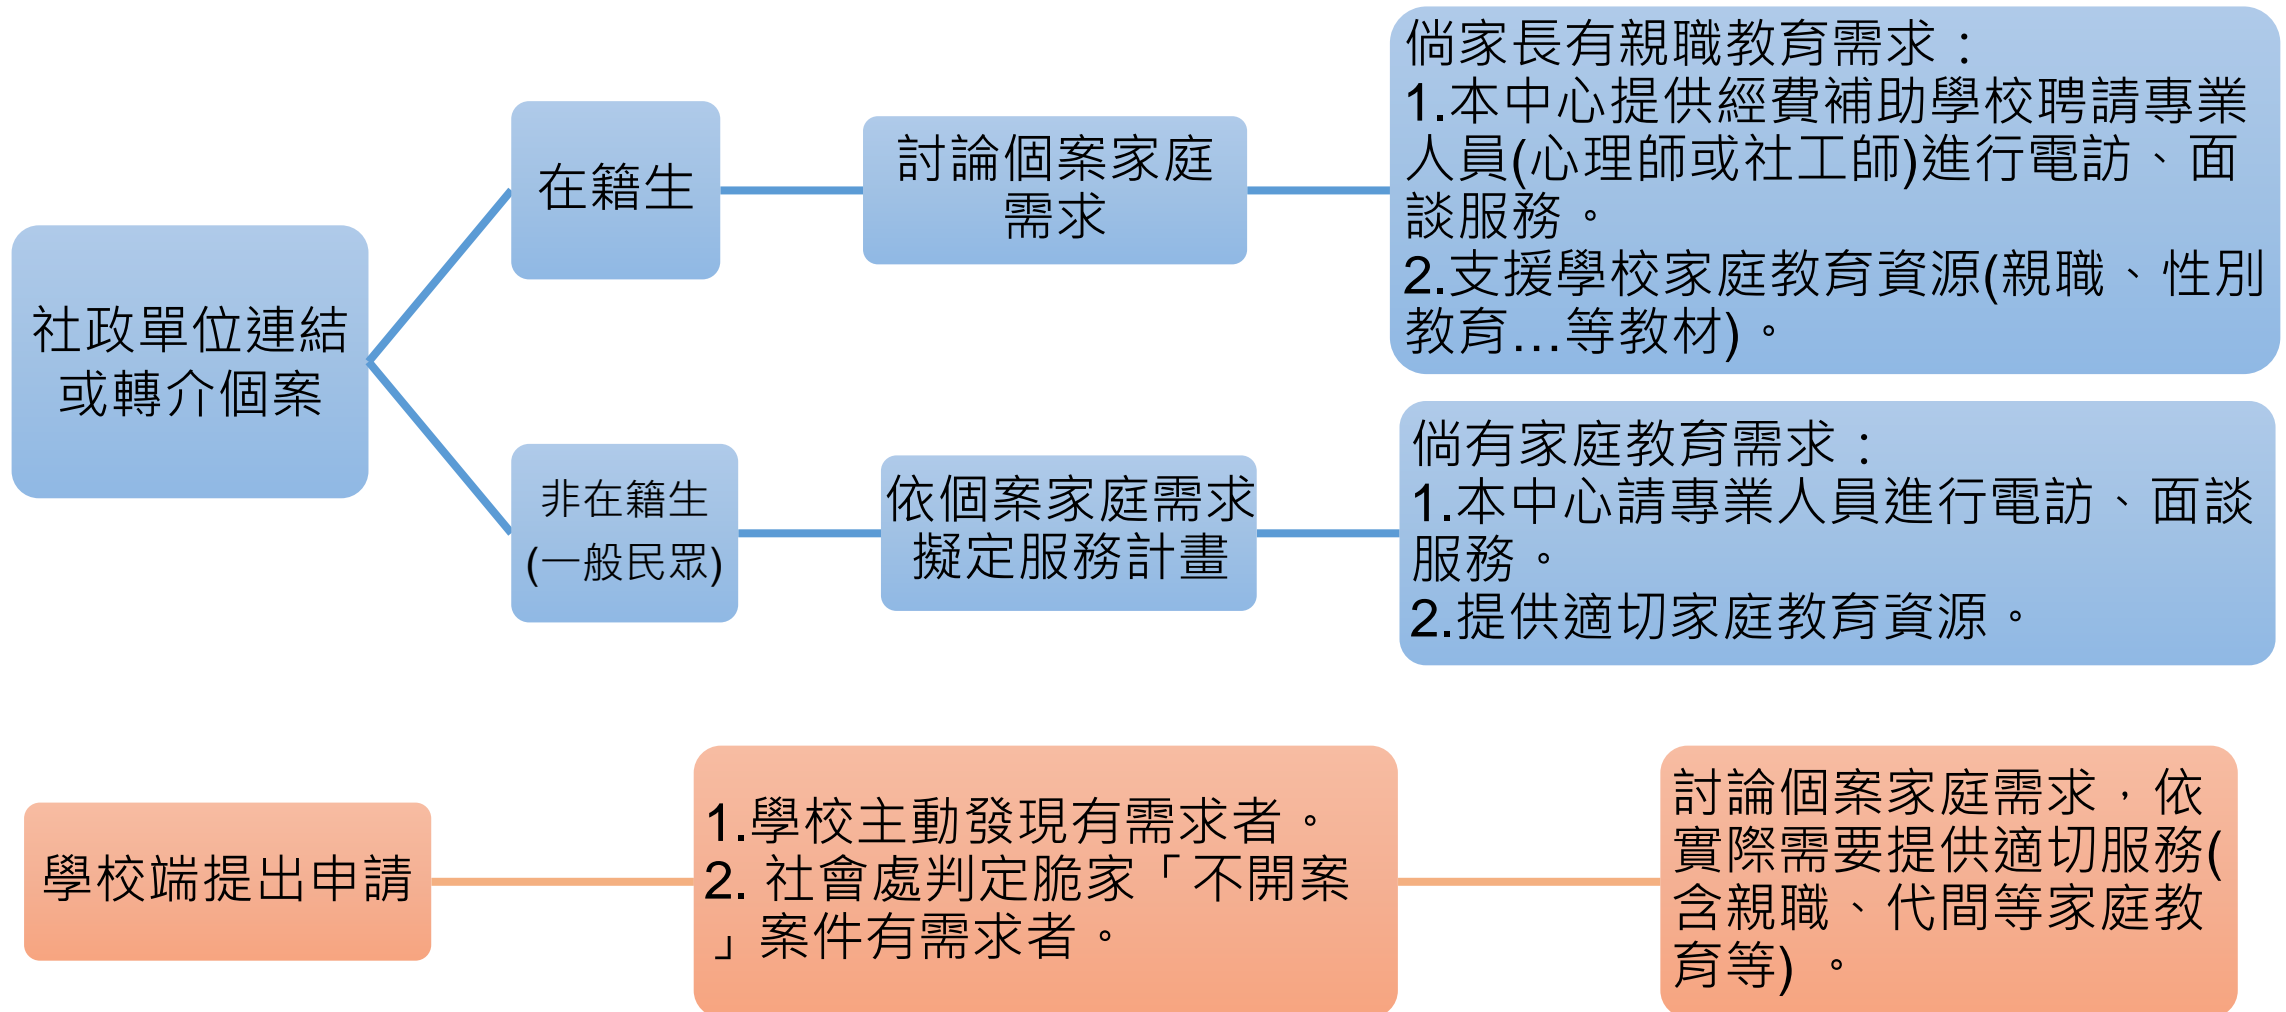 社政單位連結
或轉介個案
在籍生
討論個案家庭
需求
倘家長有親職教育需求：
1.本中心提供經費補助學校聘請專業
人員(心理師或社工師)進行電訪、面
談服務。
2.支援學校家庭教育資源(親職、性別
教育…等教材)。
非在籍生
(一般民眾)
依個案家庭需求
擬定服務計畫
倘有家庭教育需求：
1.本中心請專業人員進行電訪、面談
服務。
2.提供適切家庭教育資源。
學校端提出申請
1.學校主動發現有需求者。
2. 社會處判定脆家「不開案
」案件有需求者。
討論個案家庭需求，依
實際需要提供適切服務(
含親職、代間等家庭教
育等) 。